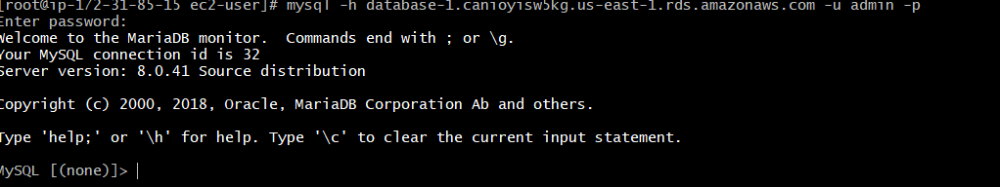 [root@ip-172-31-85-15 ec2-user]# mysql -h database-1.canjoyisw5kg.us-east-1.rds.amazonaws.com -u admin -p
Enter password:
Welcome to the MariaDB monitor.  Commands end with ; or \g.
Your MySQL connection id is 32
Server version: 8.0.41 Source distribution

Copyright (c) 2000, 2018, Oracle, MariaDB Corporation Ab and others.

Type 'help;' or '\h' for help. Type '\c' to clear the current input statement.

MySQL [(none)]>